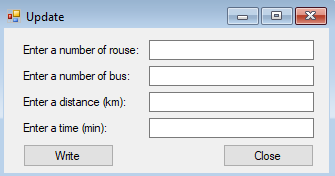 Update
Enter a number of rouse:
Enter a number of bus:
Enter a distance (km):
Enter a time (min):
Write Close